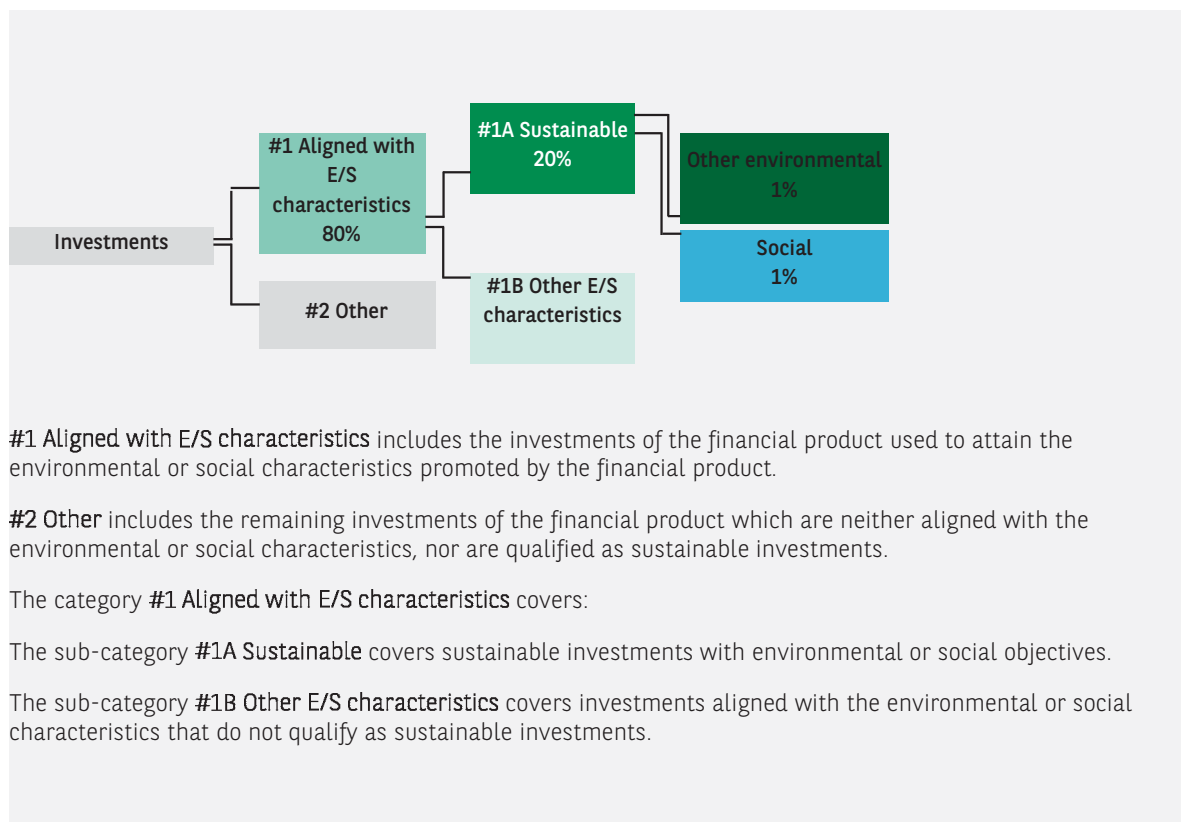 Investments
#1 Aligned with
E/S
characteristics
80%
#2 Other
#1A Sustainable
20%
#1B Other E/S
characteristics
Other environmental
1%
Social
1%
#1 Aligned with E/S characteristics includes the investments of the financial product used to attain the
environmental or social characteristics promoted by the financial product.
#2 Other includes the remaining investments of the financial product which are neither aligned with the
environmental or social characteristics, nor are qualified as sustainable investments.
The category #1 Aligned with E/S characteristics covers:
The sub-category #1A Sustainable covers sustainable investments with environmental or social objectives.
The sub-category #1B Other E/S characteristics covers investments aligned with the environmental or social
characteristics that do not qualify as sustainable investments.